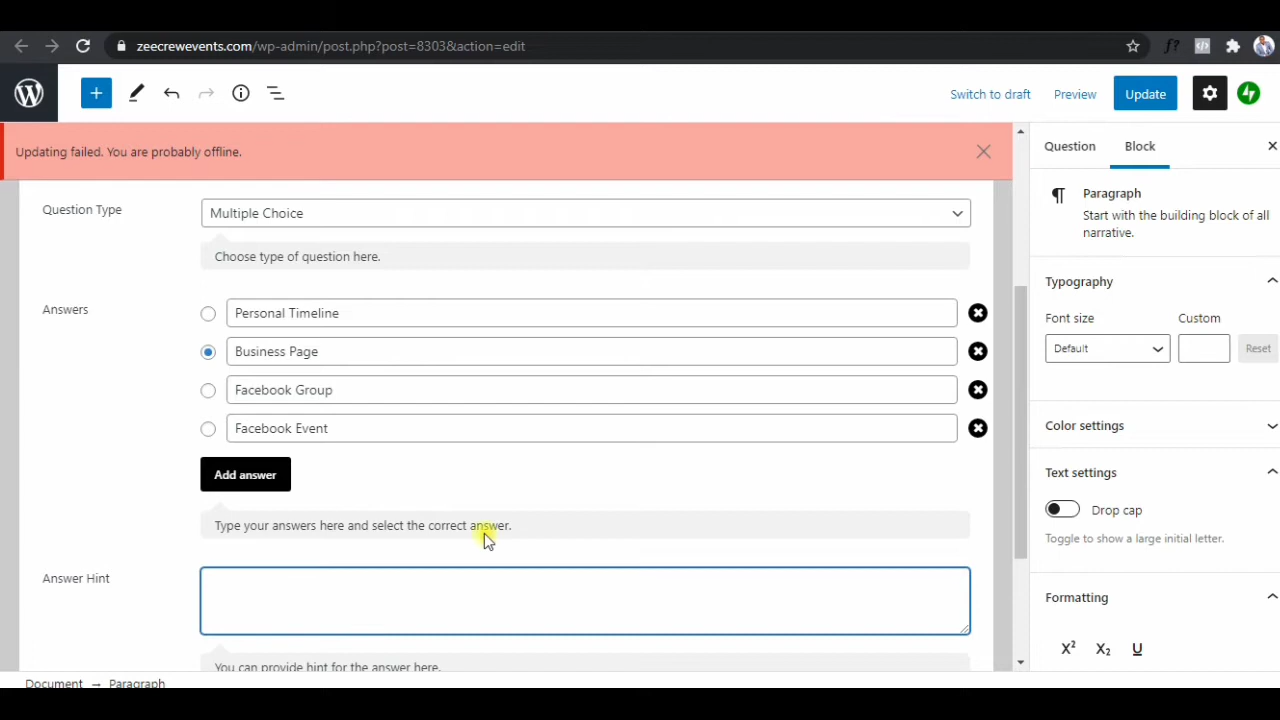 zeecrewevents.com/wp-admin/post.php?post=8303&action=edit
f?
Switch to draft
Preview
Update
Updating failed. You are probably offline.
Question
Block
Paragraph
Start with the building block of all
narrative.
Question Type
Multiple Choice
Choose type of question here.
Typography
Font size
Custom
Default
Reset
Answers
Personal Timeline
Business Page
Facebook Group
Facebook Event
Add answer
Type your answers here and select the correct answer.
Color settings
Text settings
Drop cap
Toggle to show a large initial letter.
Answer Hint
You can provide hint for the answer here.
Formatting
X² X₂ U
Document → Paragraph